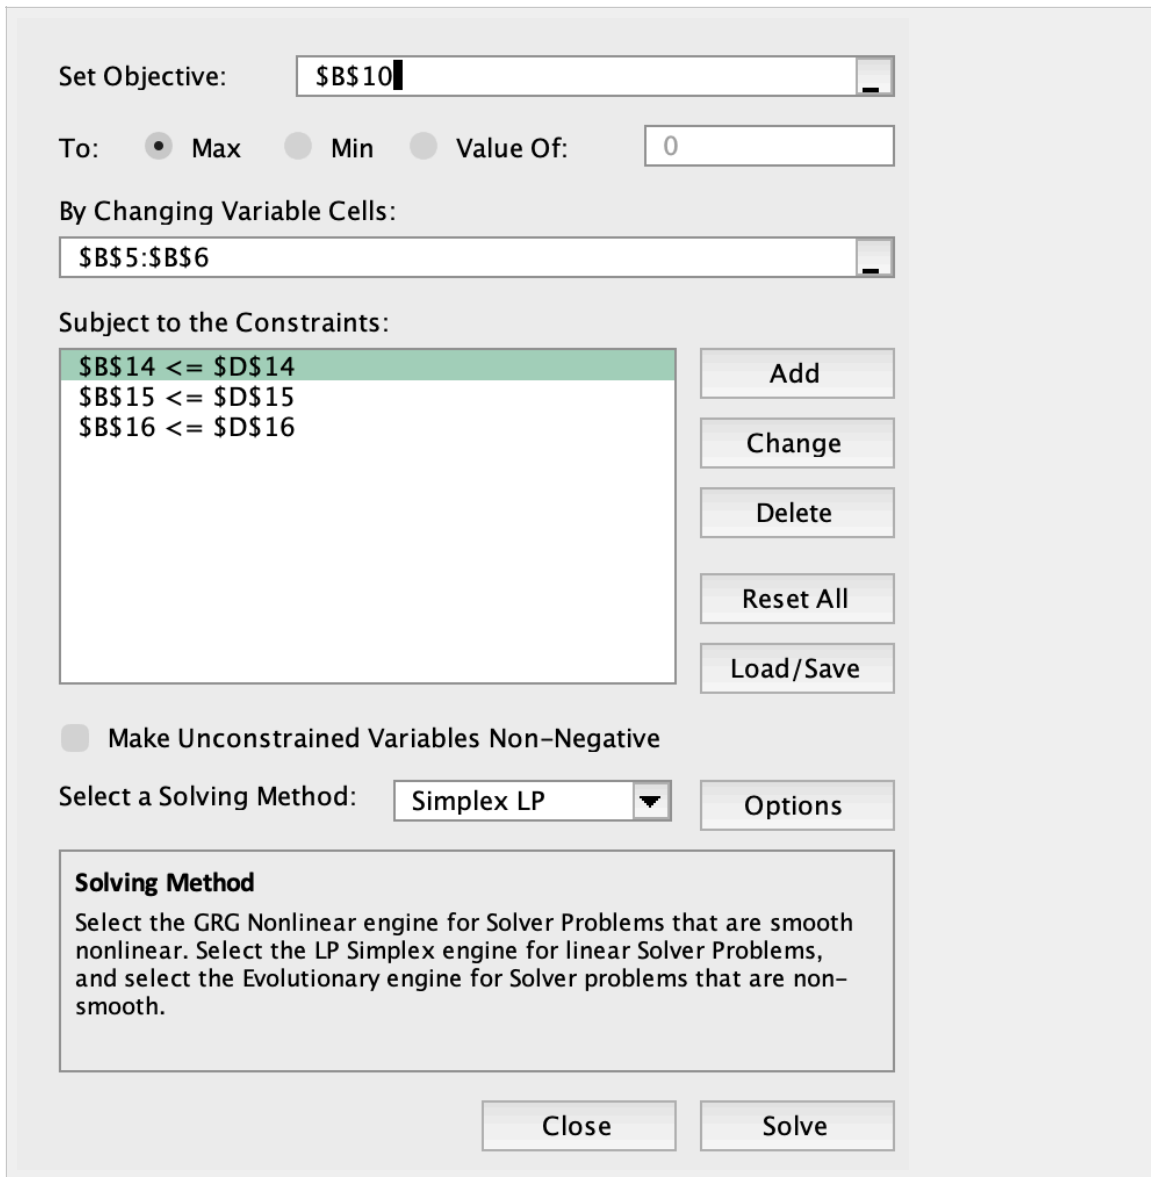 Set Objective: $B$10
To: Max Min Value Of: 0
By Changing Variable Cells:
$B$5:$B$6
Subject to the Constraints:
$B$14 <= $D$14
$B$15 <= $D$15
$B$16 <= $D$16
Add
Change
Delete
Reset All
Load/Save
Make Unconstrained Variables Non-Negative
Select a Solving Method: Simplex LP Options
Solving Method
Select the GRG Nonlinear engine for Solver Problems that are smooth
nonlinear. Select the LP Simplex engine for linear Solver Problems,
and select the Evolutionary engine for Solver problems that are non-
smooth.
Close Solve